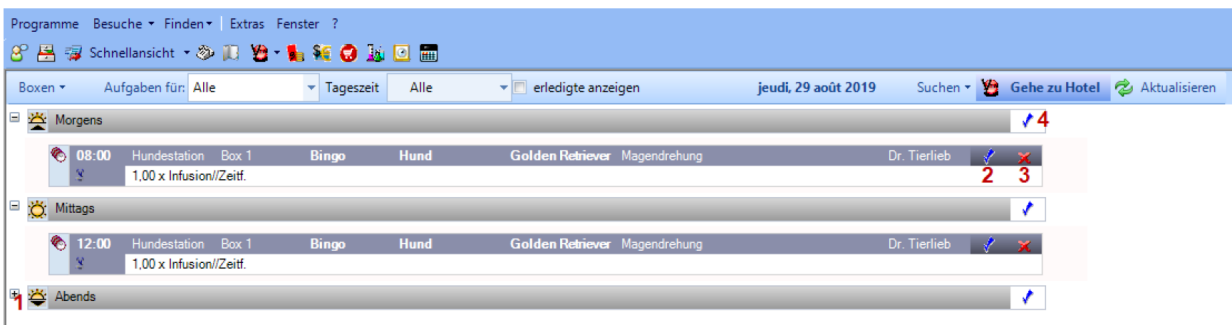 Programme Besuche Finden Extras Fenster ?
Schnellansicht
Boxen Aufgaben für: Alle Tageszeit Alle erledigte anzeigen jeudi, 29 août 2019 Suchen Gehe zu Hotel Aktualisieren
Morgens 4
08:00 Hundestation Box 1 Bingo Hund Golden Retriever Magendrehung Dr. Tierlieb
1,00 x Infusion//Zeitf. 2 3
Mittags
12:00 Hundestation Box 1 Bingo Hund Golden Retriever Magendrehung Dr. Tierlieb
1,00 x Infusion//Zeitf.
1 Abends